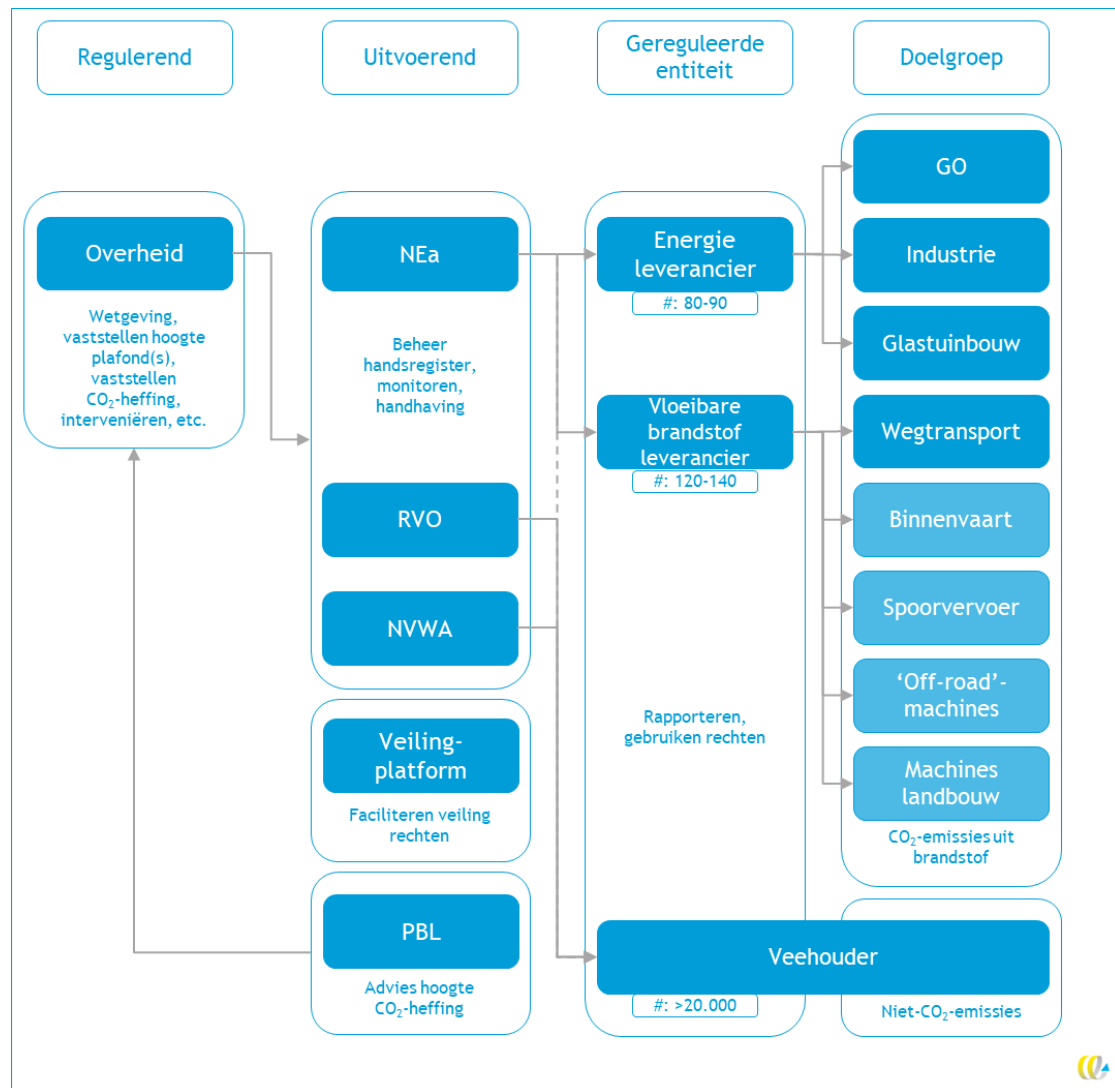 Regulerend
Uitvoerend
Gereguleerde
entiteit
Doelgroep
Overheid
Wetgeving,
vaststellen hoogte
plafond(s),
vaststellen
CO₂-heffing,
interveniëren, etc.
NEa
Beheer
handsregister,
monitoren,
handhaving
RVO
NVWA
Veiling-
platform
Faciliteren veiling
rechten
PBL
Advies hoogte
CO₂-heffing
Energie
leverancier
#: 80-90
Vloeibare
brandstof
leverancier
#: 120-140
Rapporteren,
gebruiken rechten
GO
Industrie
Glastuinbouw
Wegtransport
Binnenvaart
Spoorvervoer
‘Off-road’-
machines
Machines
landbouw
CO₂-emissies uit
brandstof
Veehouder
#: >20.000
Niet-CO₂-emissies